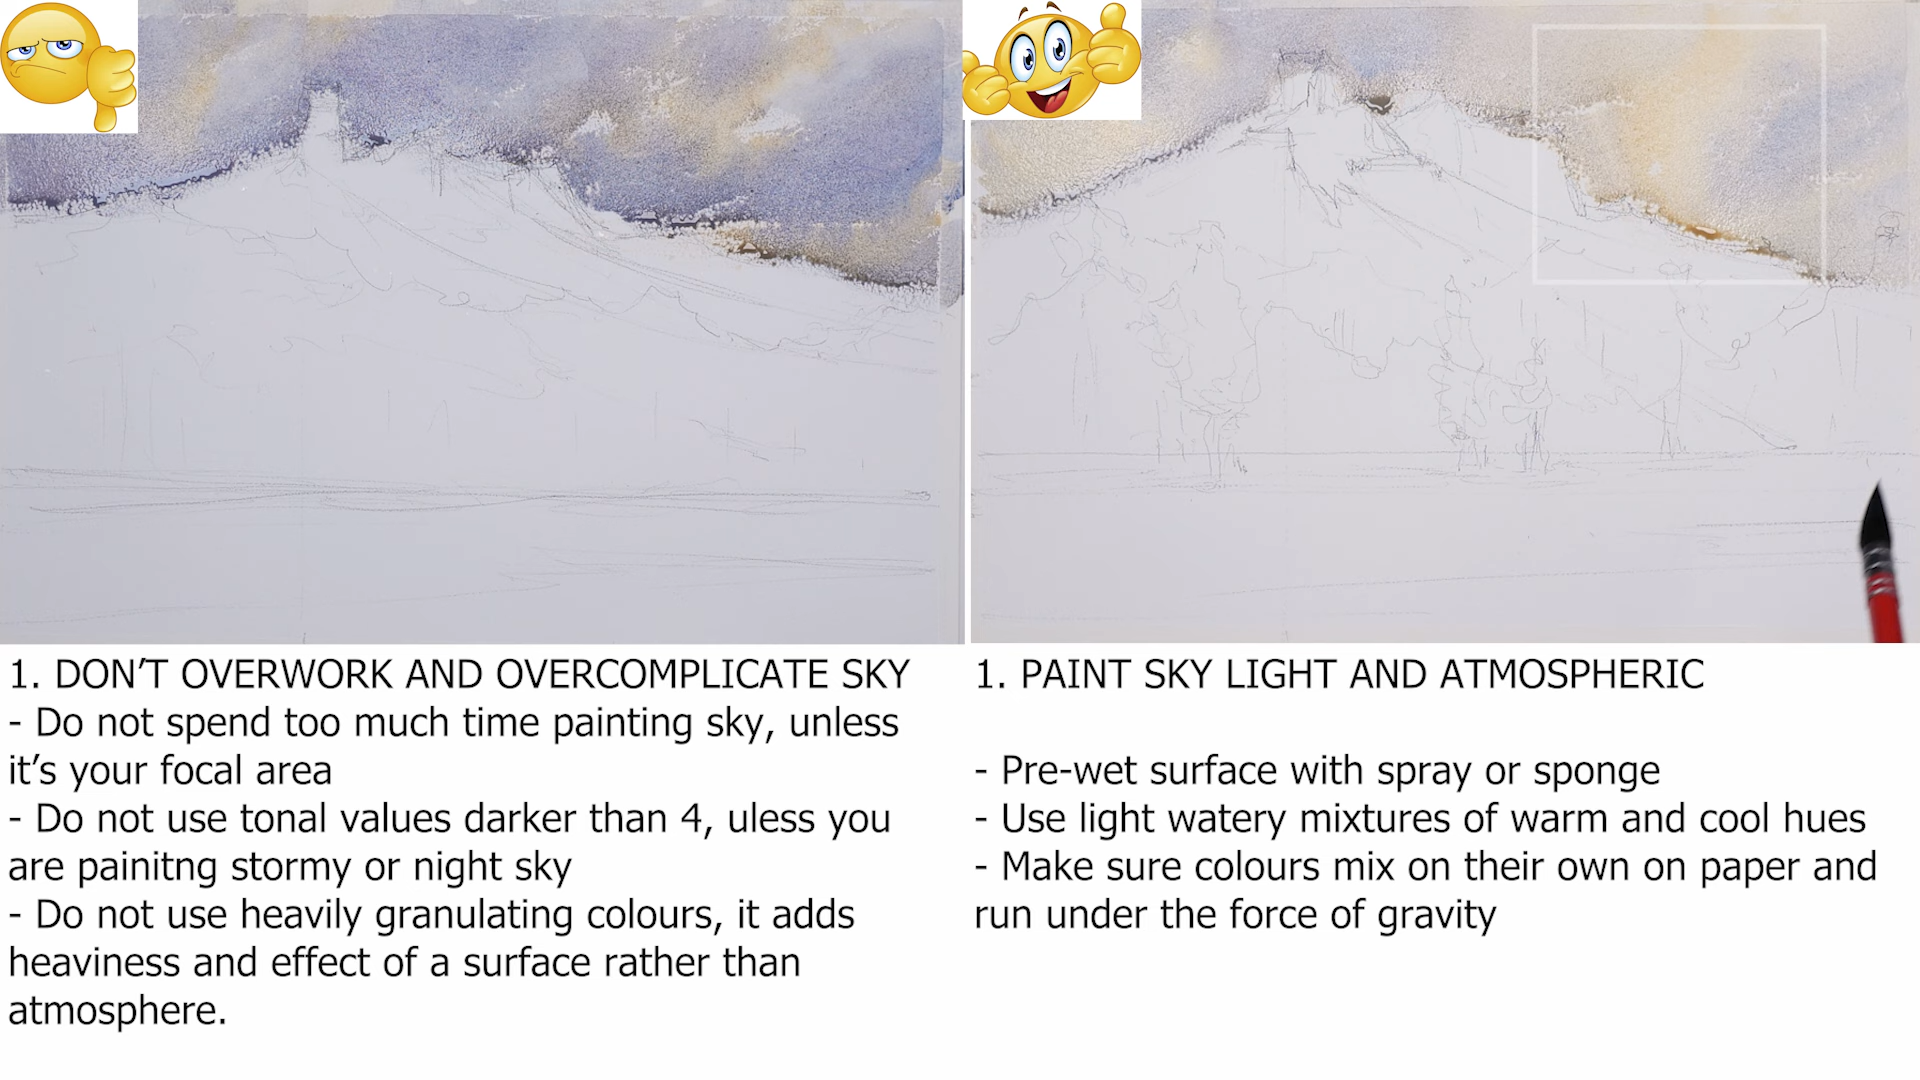 1. DON’T OVERWORK AND OVERCOMPLICATE SKY
- Do not spend too much time painting sky, unless
it’s your focal area
- Do not use tonal values darker than 4, uless you
are painitng stormy or night sky
- Do not use heavily granulating colours, it adds
heaviness and effect of a surface rather than
atmosphere.
1. PAINT SKY LIGHT AND ATMOSPHERIC
- Pre-wet surface with spray or sponge
- Use light watery mixtures of warm and cool hues
- Make sure colours mix on their own on paper and
run under the force of gravity